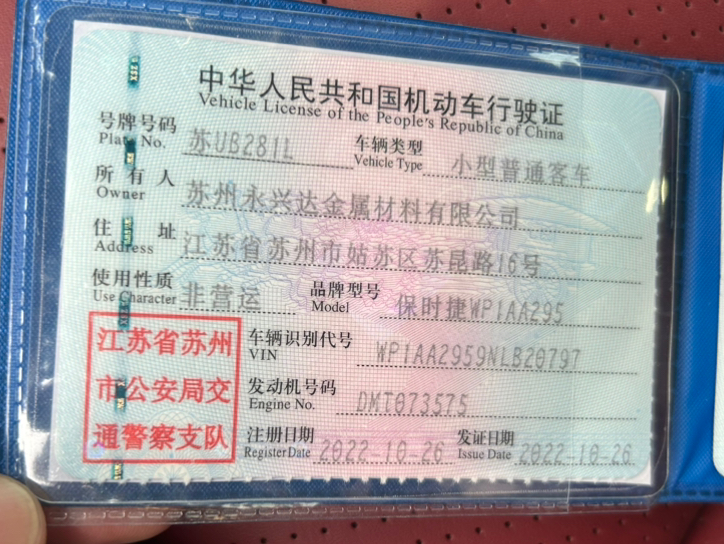 中华人民共和国机动车行驶证
Vehicle License of the People's Republic of China
号牌号码 苏UB281L 车辆类型 小型普通客车
Plate No. Vehicle Type
所有人 苏州永兴达金属材料有限公司
Owner
住址 江苏省苏州市姑苏区苏昆路16号
Address
使用性质 非营运 品牌型号 保时捷WP1AA295
Use Character Model
江苏省苏州
市公安局交
通警察支队
车辆识别代号 WP1AA2959NLB20797
VIN
发动机号码 DMT073575
Engine No.
注册日期 2022-10-26 发证日期 2022-10-26
Register Date Issue Date